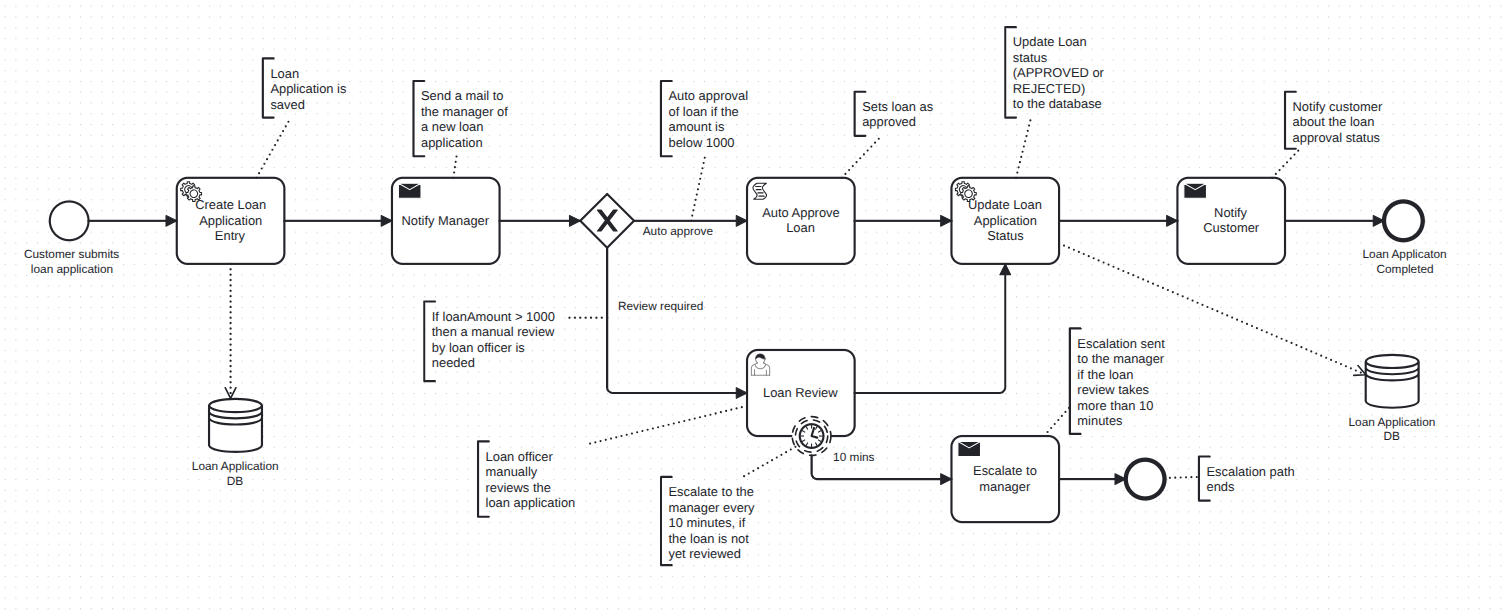 Loan
Application is
saved
Send a mail to
the manager of
a new loan
application
Auto approval
of loan if the
amount is
below 1000
Sets loan as
approved
Update Loan
status
(APPROVED or
REJECTED)
to the database
Notify customer
about the loan
approval status
Customer submits
loan application
Create Loan
Application
Entry
Notify Manager
Auto approve
Auto Approve
Loan
Update Loan
Application
Status
Notify
Customer
Loan Applicaton
Completed
If loanAmount > 1000
then a manual review
by loan officer is
needed
Review required
Loan Review
10 mins
Escalation sent
to the manager
if the loan
review takes
more than 10
minutes
Loan Application
DB
Loan Application
DB
Loan officer
manually
reviews the
loan application
Escalate to the
manager every
10 minutes, if
the loan is not
yet reviewed
Escalate to
manager
Escalation path
ends